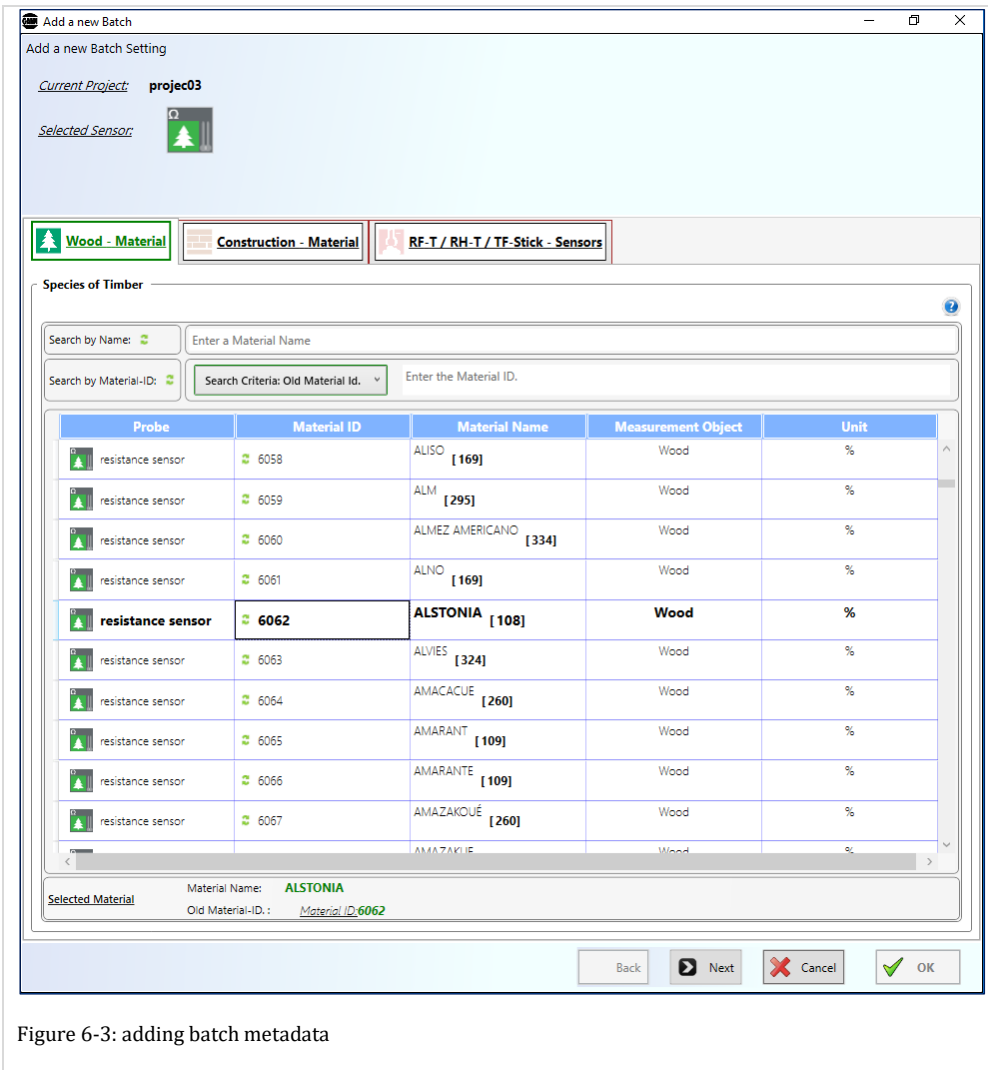 Add a new Batch
Add a new Batch Setting
Current Project: projec03
Selected Sensor:
Wood - Material Construction - Material RF-T / RH-T / TF-Stick - Sensors
Species of Timber
Search by Name: Enter a Material Name
Search by Material-ID: Search Criteria: Old Material Id. Enter the Material ID.
Probe Material ID Material Name Measurement Object Unit
resistance sensor 6058 ALISO [169] Wood %
resistance sensor 6059 ALM [295] Wood %
resistance sensor 6060 ALMEZ AMERICANO [334] Wood %
resistance sensor 6061 ALNO [169] Wood %
resistance sensor 6062 ALSTONIA [108] Wood %
resistance sensor 6063 ALVIES [324] Wood %
resistance sensor 6064 AMACACUE [260] Wood %
resistance sensor 6065 AMARANT [109] Wood %
resistance sensor 6066 AMARANTE [109] Wood %
resistance sensor 6067 AMAZAKOUÉ [260] Wood %
AMAZAKUE Wood %
Selected Material
Material Name: ALSTONIA
Old Material-ID. : Material ID:6062
Back Next Cancel OK
Figure 6-3: adding batch metadata